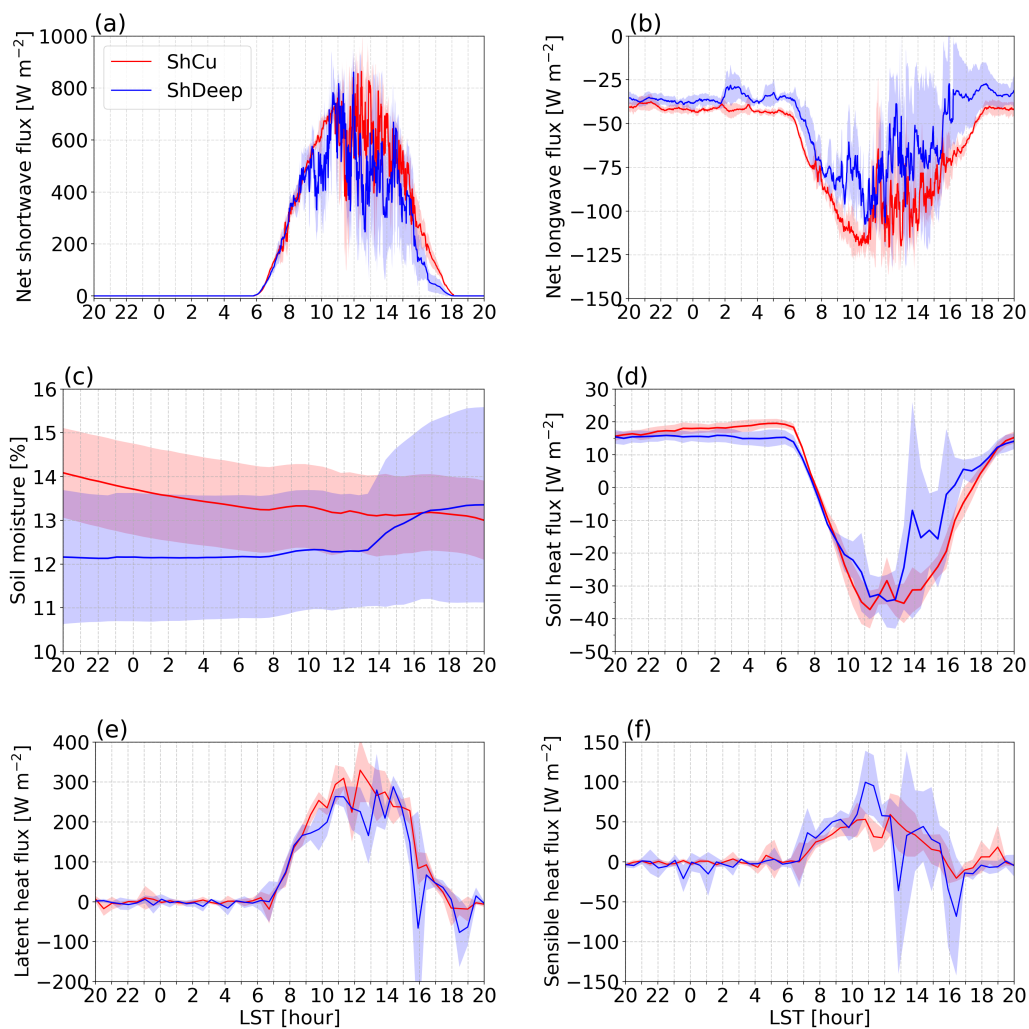 (a)
Net shortwave flux [W m⁻²]
1000
800
600
400
200
0
ShCu
ShDeep
20 22 0 2 4 6 8 10 12 14 16 18 20
(b)
Net longwave flux [W m⁻²]
0
−25
−50
−75
−100
−125
−150
20 22 0 2 4 6 8 10 12 14 16 18 20
(c)
Soil moisture [%]
16
15
14
13
12
11
10
20 22 0 2 4 6 8 10 12 14 16 18 20
(d)
Soil heat flux [W m⁻²]
30
20
10
0
−10
−20
−30
−40
−50
20 22 0 2 4 6 8 10 12 14 16 18 20
(e)
Latent heat flux [W m⁻²]
400
300
200
100
0
−100
−200
20 22 0 2 4 6 8 10 12 14 16 18 20
LST [hour]
(f)
Sensible heat flux [W m⁻²]
150
100
50
0
−50
−100
−150
20 22 0 2 4 6 8 10 12 14 16 18 20
LST [hour]